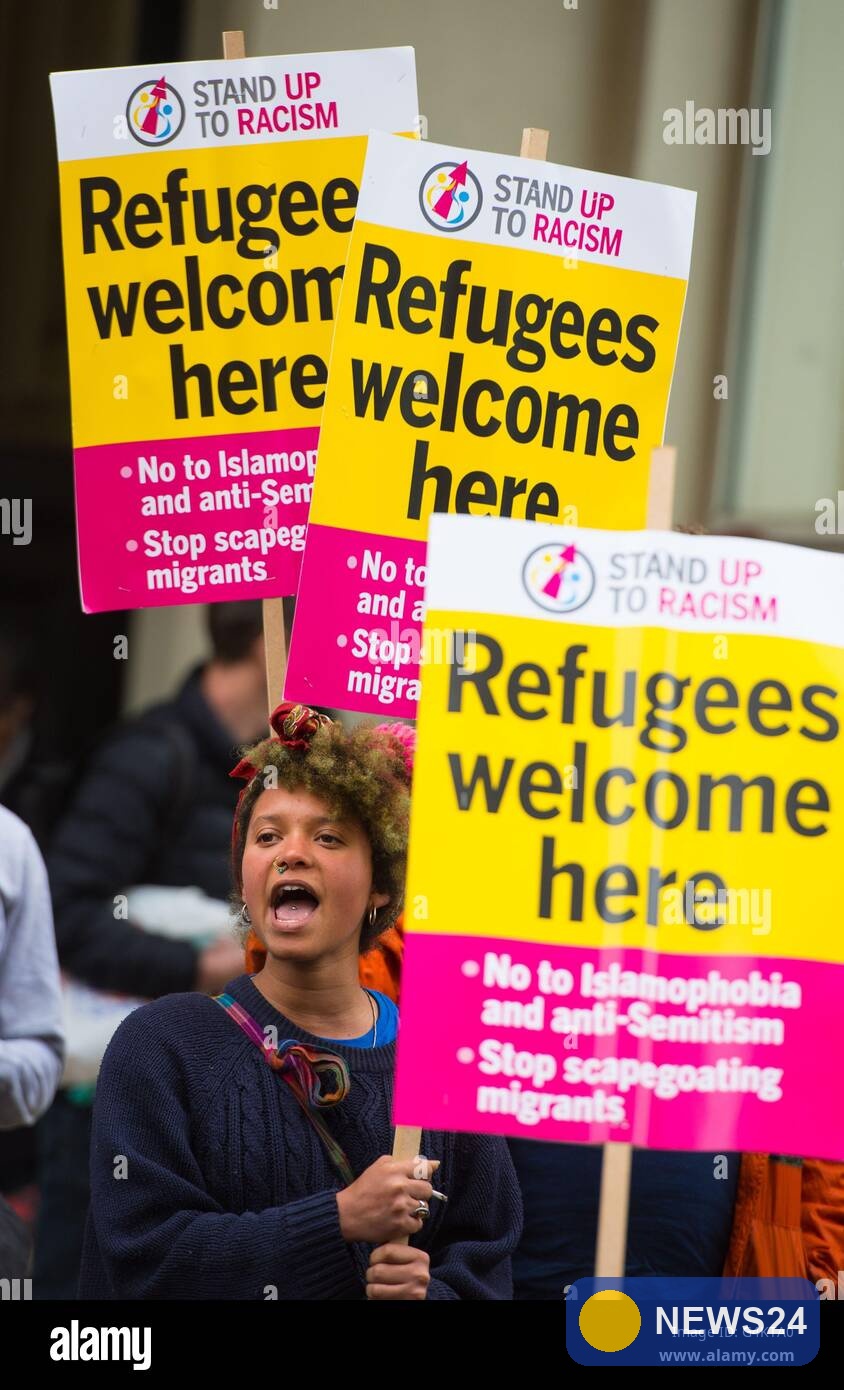 STAND UP
TO RACISM
Refugee
welcom
here
No to Islamop
and anti-Sem
Stop scapeg
migrants
STAND UP
TO RACISM
Refugees
welcome
here
No to
and a
Stop
migra
STAND UP
TO RACISM
Refugees
welcome
here
No to Islamophobia
and anti-Semitism
Stop scapegoating
migrants
alamy
alamy
alamy
NEWS24
www.alamy.com